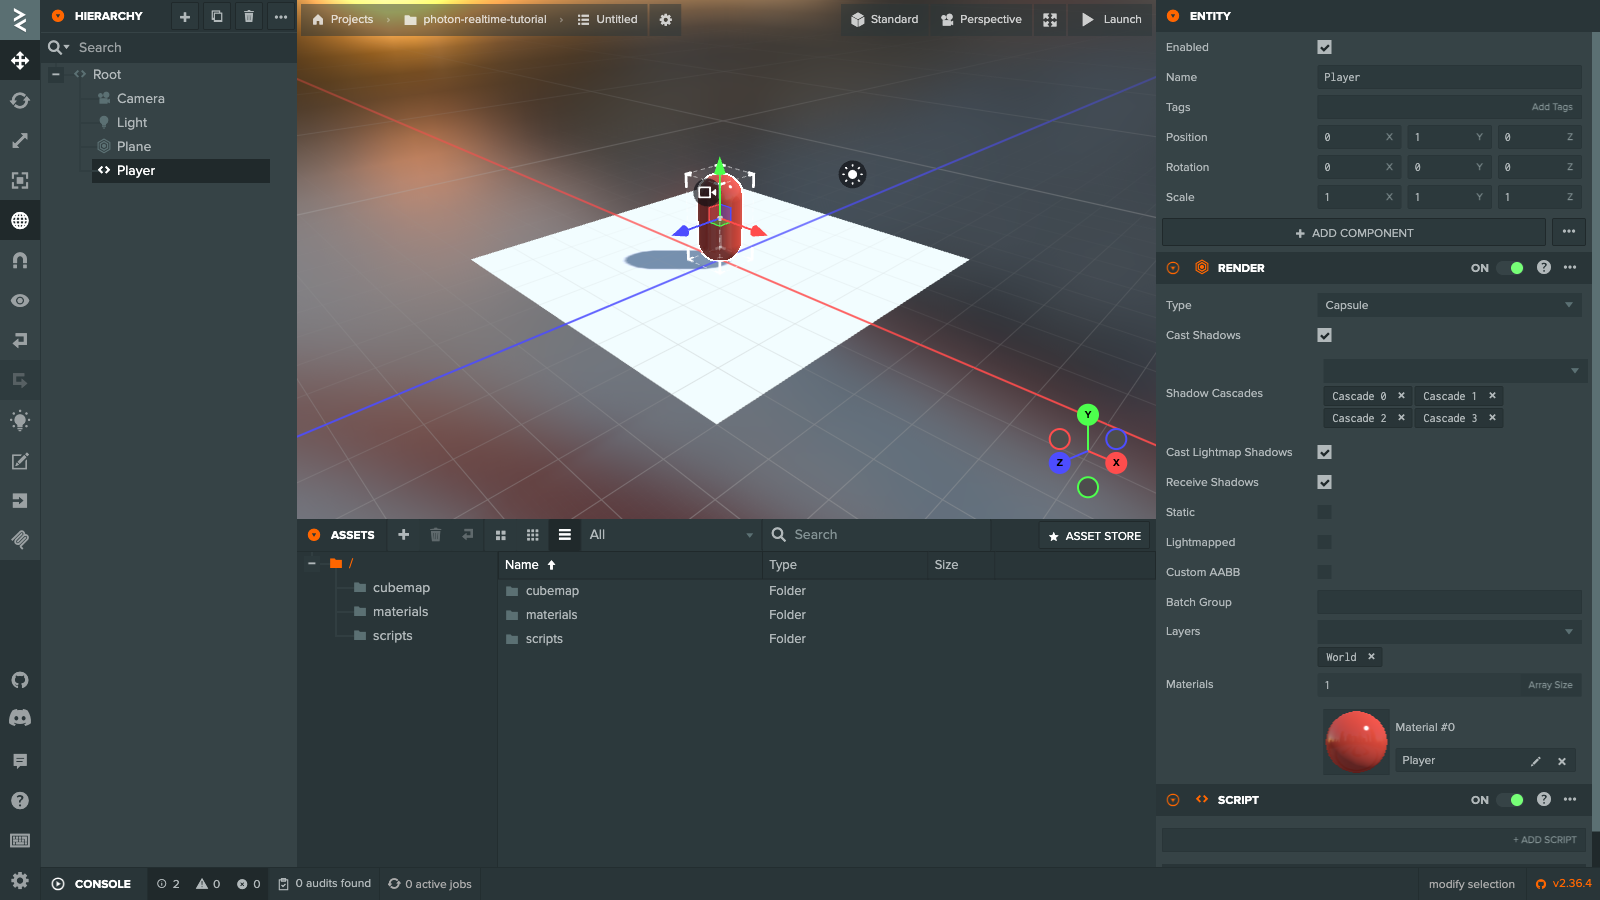 HIERARCHY
Search
Root
Camera
Light
Plane
Player
Projects › photon-realtime-tutorial › Untitled
Standard
Perspective
Launch
Y
Z
X
ASSETS
All
Search
ASSET STORE
/
cubemap
materials
scripts
Name Type Size
cubemap Folder
materials Folder
scripts Folder
ENTITY
Enabled
Name Player
Tags Add Tags
Position 0 X 1 Y 0 Z
Rotation 0 X 0 Y 0 Z
Scale 1 X 1 Y 1 Z
ADD COMPONENT
RENDER ON
Type Capsule
Cast Shadows
Shadow Cascades
Cascade 0 Cascade 1
Cascade 2 Cascade 3
Cast Lightmap Shadows
Receive Shadows
Static
Lightmapped
Custom AABB
Batch Group
Layers
World
Materials 1 Array Size
Material #0
Player
SCRIPT ON
+ ADD SCRIPT
CONSOLE 2 0 0 0 audits found 0 active jobs
modify selection v2.36.4